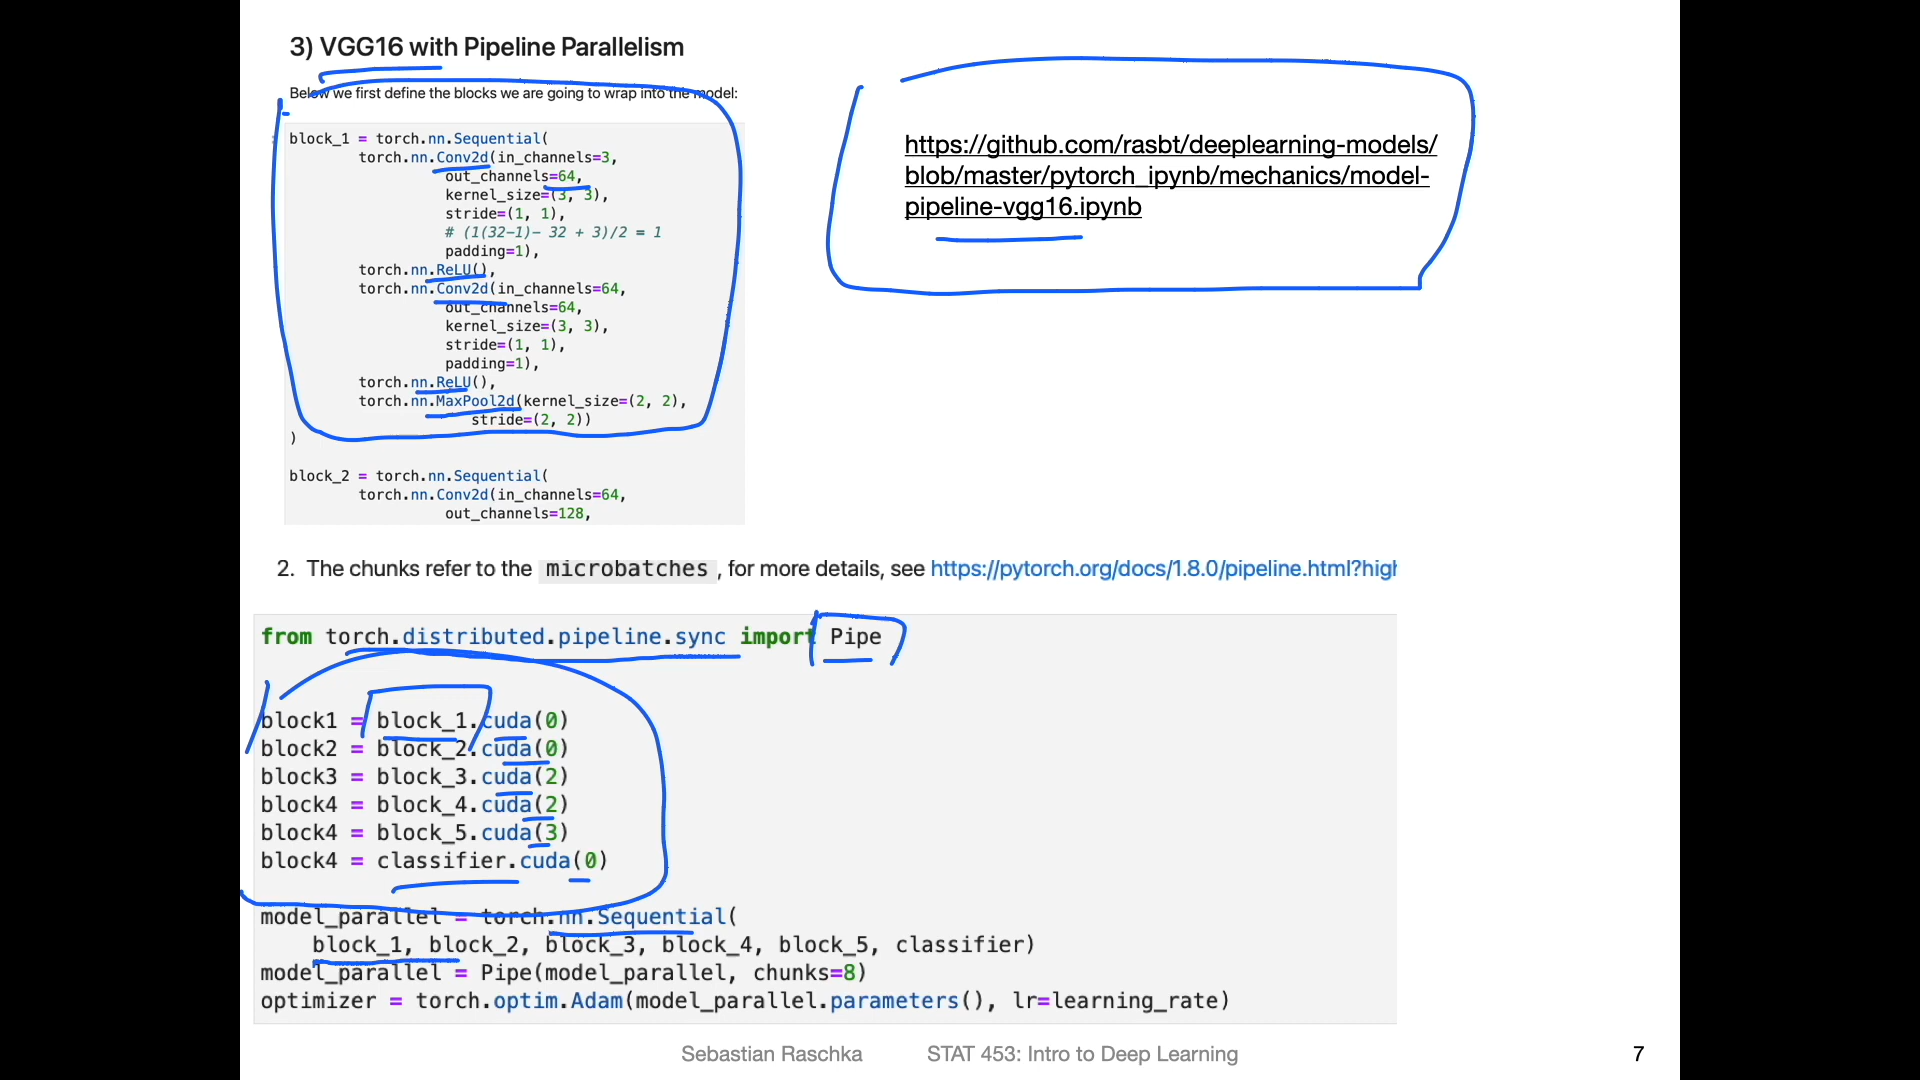 3) VGG16 with Pipeline Parallelism
Below we first define the blocks we are going to wrap into the model:
block_1 = torch.nn.Sequential(
torch.nn.Conv2d(in_channels=3,
out_channels=64,
kernel_size=(3, 3),
stride=(1, 1),
# (1(32-1)- 32 + 3)/2 = 1
padding=1),
torch.nn.ReLU(),
torch.nn.Conv2d(in_channels=64,
out_channels=64,
kernel_size=(3, 3),
stride=(1, 1),
padding=1),
torch.nn.ReLU(),
torch.nn.MaxPool2d(kernel_size=(2, 2),
stride=(2, 2))
)
block_2 = torch.nn.Sequential(
torch.nn.Conv2d(in_channels=64,
out_channels=128,
https://github.com/rasbt/deeplearning-models/
blob/master/pytorch_ipynb/mechanics/model-
pipeline-vgg16.ipynb
2. The chunks refer to the microbatches , for more details, see https://pytorch.org/docs/1.8.0/pipeline.html?high
from torch.distributed.pipeline.sync import Pipe
block1 = block_1.cuda(0)
block2 = block_2.cuda(0)
block3 = block_3.cuda(2)
block4 = block_4.cuda(2)
block4 = block_5.cuda(3)
block4 = classifier.cuda(0)
model_parallel = torch.nn.Sequential(
block_1, block_2, block_3, block_4, block_5, classifier)
model_parallel = Pipe(model_parallel, chunks=8)
optimizer = torch.optim.Adam(model_parallel.parameters(), lr=learning_rate)
Sebastian Raschka STAT 453: Intro to Deep Learning 7